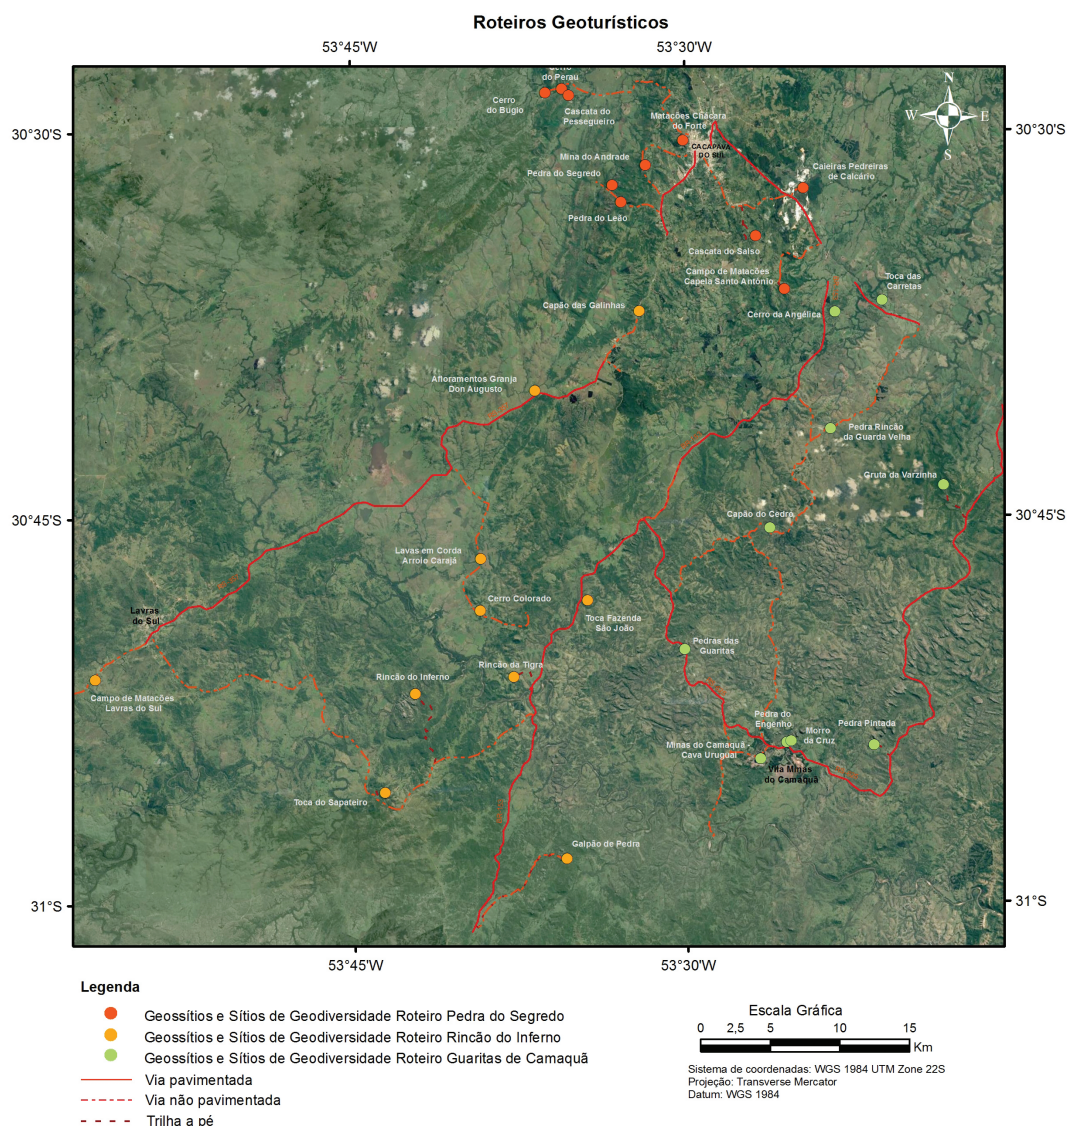 Roteiros Geoturísticos
53°45'W
53°30'W
30°30'S
30°30'S
30°45'S
30°45'S
31°S
31°S
53°45'W
53°30'W
N
W
E
S
Cerro
do Perau
Cerro
do Bugio
Cascata do
Pessegueiro
Matacões Chácara
do Forte
CAÇAPAVA
DO SUL
Mina do Andrade
Pedra do Segredo
Pedra do Leão
Caieiras Pedreiras
de Calcário
Cascata do Salso
Campo de Matacões
Capela Santo Antônio
Toca das
Carretas
Capão das Galinhas
Cerro da Angélica
Afloramentos Granja
Don Augusto
Pedra Rincão
da Guarda Velha
Gruta da Varzinha
Capão do Cedro
Lavas em Corda
Arroio Carajá
Cerro Colorado
Toca Fazenda
São João
Lavras
do Sul
Pedras das
Guaritas
Rincão da Tigra
Rincão do Inferno
Campo de Matacões
Lavras do Sul
Pedra do
Engenho
Morro
da Cruz
Pedra Pintada
Minas do Camaquã -
Cava Uruguai
Vila Minas
do Camaquã
Toca do Sapateiro
Galpão de Pedra
Legenda
Geossítios e Sítios de Geodiversidade Roteiro Pedra do Segredo
Geossítios e Sítios de Geodiversidade Roteiro Rincão do Inferno
Geossítios e Sítios de Geodiversidade Roteiro Guaritas de Camaquã
Via pavimentada
Via não pavimentada
Trilha a pé
Escala Gráfica
0 2,5 5 10 15
Km
Sistema de coordenadas: WGS 1984 UTM Zone 22S
Projeção: Transverse Mercator
Datum: WGS 1984